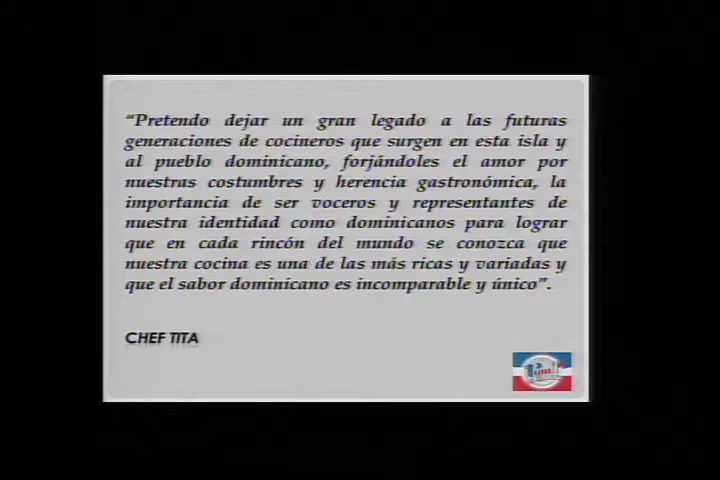 “Pretendo dejar un gran legado a las futuras
generaciones de cocineros que surgen en esta isla y
al pueblo dominicano, forjándoles el amor por
nuestras costumbres y herencia gastronómica, la
importancia de ser voceros y representantes de
nuestra identidad como dominicanos para lograr
que en cada rincón del mundo se conozca que
nuestra cocina es una de las más ricas y variadas y
que el sabor dominicano es incomparable y único”.
CHEF TITA